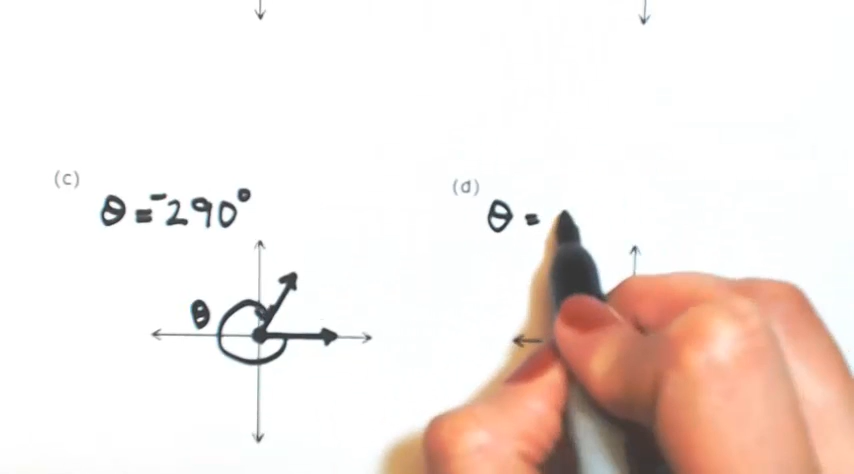 (c)
θ = -290°
θ
(d)
θ =